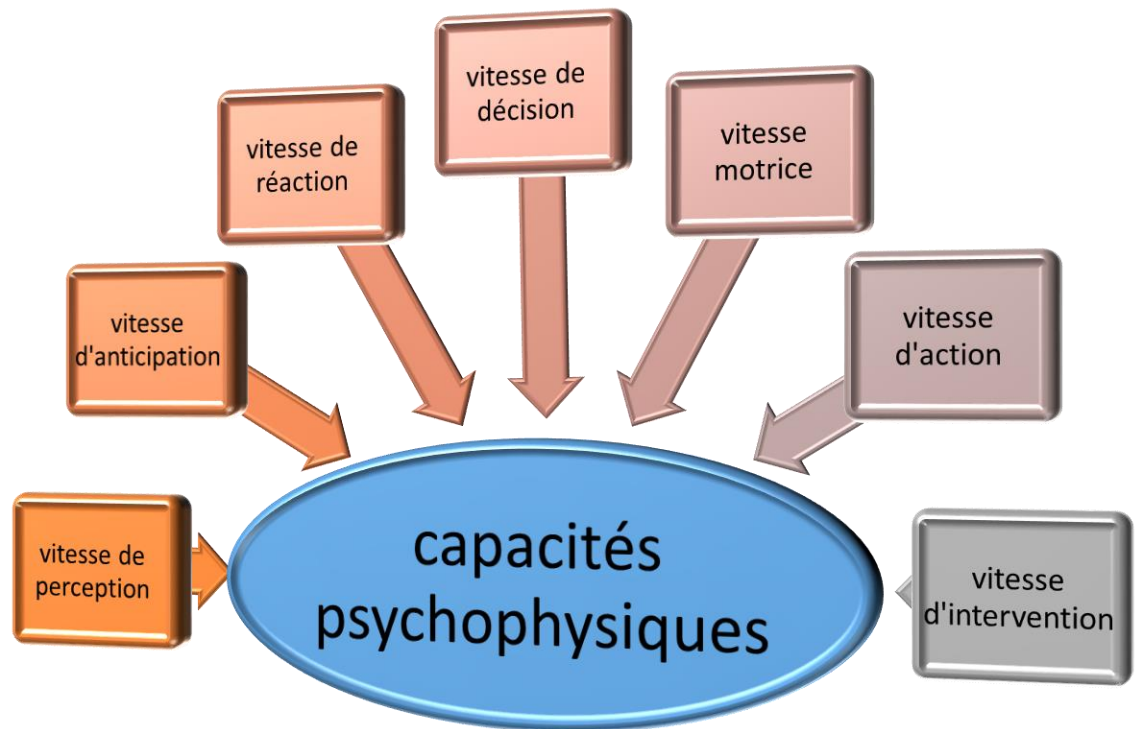 vitesse de
perception
vitesse
d'anticipation
vitesse de
réaction
vitesse de
décision
vitesse
motrice
vitesse
d'action
vitesse
d'intervention
capacités
psychophysiques